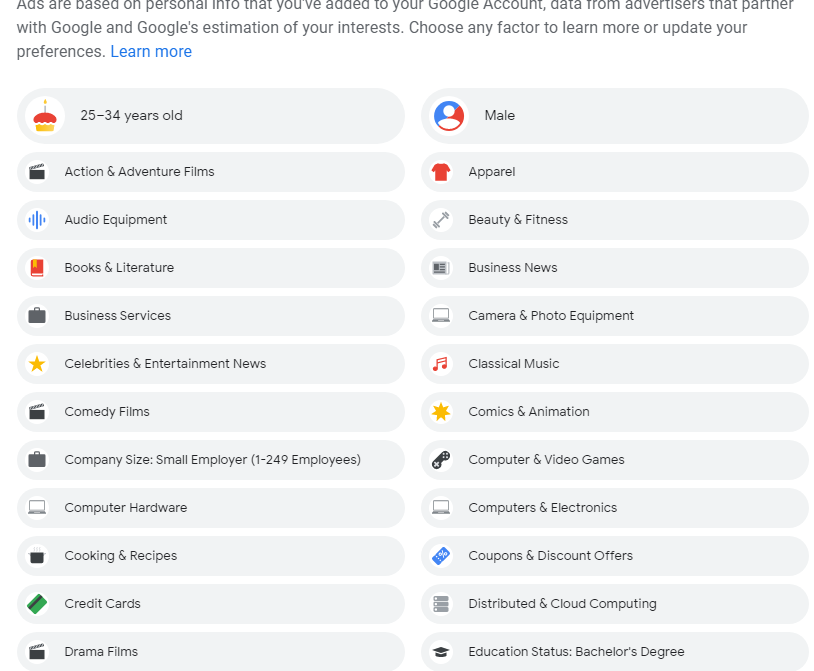 Ads are based on personal info that you've added to your Google Account, data from advertisers that partner
with Google and Google's estimation of your interests. Choose any factor to learn more or update your
preferences. Learn more
25–34 years old
Male
Action & Adventure Films
Apparel
Audio Equipment
Beauty & Fitness
Books & Literature
Business News
Business Services
Camera & Photo Equipment
Celebrities & Entertainment News
Classical Music
Comedy Films
Comics & Animation
Company Size: Small Employer (1-249 Employees)
Computer & Video Games
Computer Hardware
Computers & Electronics
Cooking & Recipes
Coupons & Discount Offers
Credit Cards
Distributed & Cloud Computing
Drama Films
Education Status: Bachelor's Degree